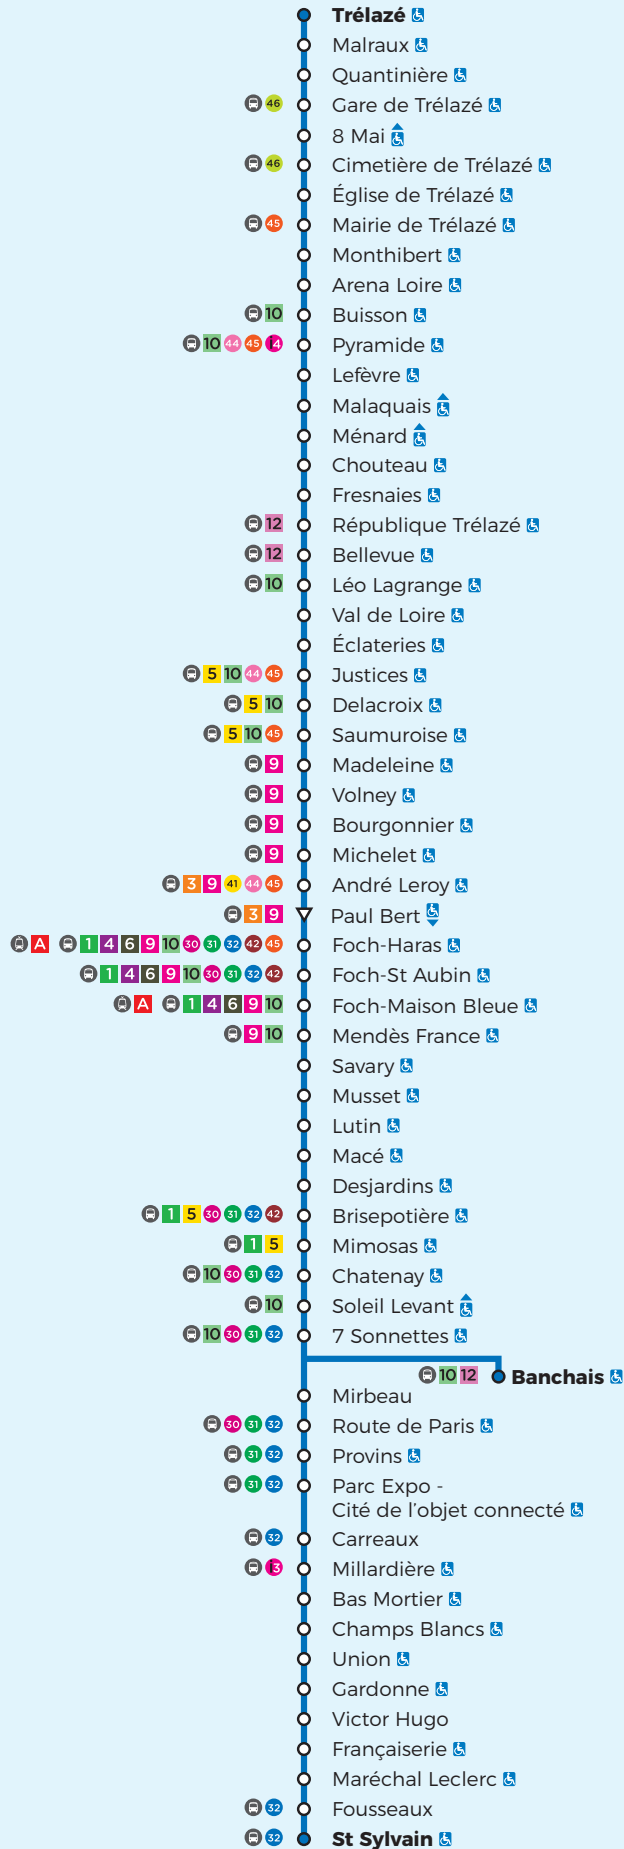 Trélazé
Malraux
Quantinière
46 Gare de Trélazé
8 Mai
46 Cimetière de Trélazé
Église de Trélazé
45 Mairie de Trélazé
Monthibert
Arena Loire
10 Buisson
10 44 45 i4 Pyramide
Lefèvre
Malaquais
Ménard
Chouteau
Fresnaies
12 République Trélazé
12 Bellevue
10 Léo Lagrange
Val de Loire
Éclateries
5 10 44 45 Justices
5 10 Delacroix
5 10 45 Saumuroise
9 Madeleine
9 Volney
9 Bourgonnier
9 Michelet
3 9 41 44 45 André Leroy
3 9 Paul Bert
A 1 4 6 9 10 30 31 32 42 45 Foch-Haras
1 4 6 9 10 30 31 32 42 Foch-St Aubin
A 1 4 6 9 10 Foch-Maison Bleue
9 10 Mendès France
Savary
Musset
Lutin
Macé
Desjardins
1 5 30 31 32 42 Brisepotière
1 5 Mimosas
10 30 31 32 Chatenay
10 Soleil Levant
10 30 31 32 7 Sonnettes
10 12 Banchais
Mirbeau
30 31 32 Route de Paris
31 32 Provins
31 32 Parc Expo -
Cité de l'objet connecté
32 Carreaux
i3 Millardière
Bas Mortier
Champs Blancs
Union
Gardonne
Victor Hugo
Françaiserie
Maréchal Leclerc
32 Fousseaux
32 St Sylvain